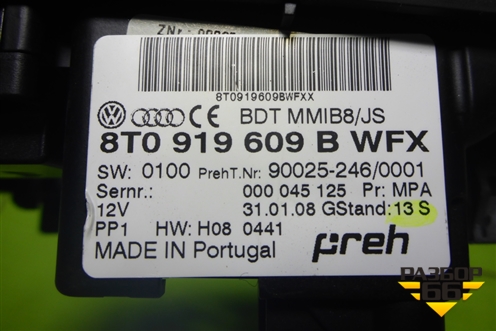 ZNr.
8T0919609BWFXX
BDT MMIB8/JS
8T0 919 609 B WFX
SW: 0100 PrehT.Nr: 90025-246/0001
Sernr.: 000 045 125 Pr: MPA
12V 31.01.08 GStand: 13 S
PP1 HW: H08 0441
MADE IN Portugal preh
РАЗБОР
66